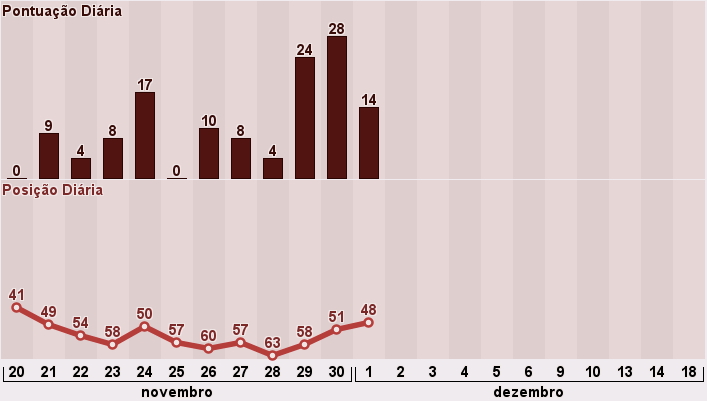 Pontuação Diária
0 9 4 8 17 0 10 8 4 24 28 14
Posição Diária
41 49 54 58 50 57 60 57 63 58 51 48
20 21 22 23 24 25 26 27 28 29 30 1 2 3 4 5 6 9 10 13 14 18
novembro dezembro